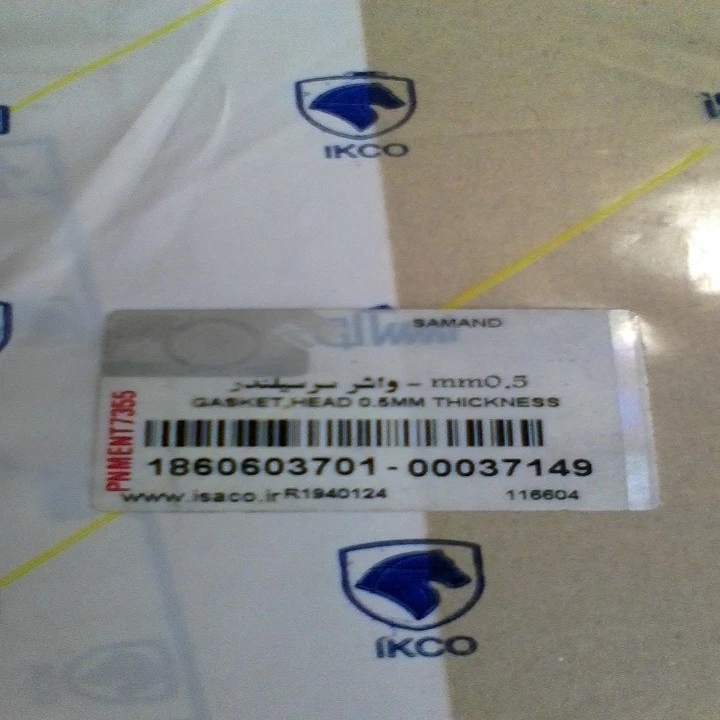 IKCO
SAMAND
واشر سرسیلندر - mm0.5
GASKET,HEAD 0.5MM THICKNESS
PNMENT7355
1860603701-00037149
www.isaco.ir R1940124 116604
IKCO